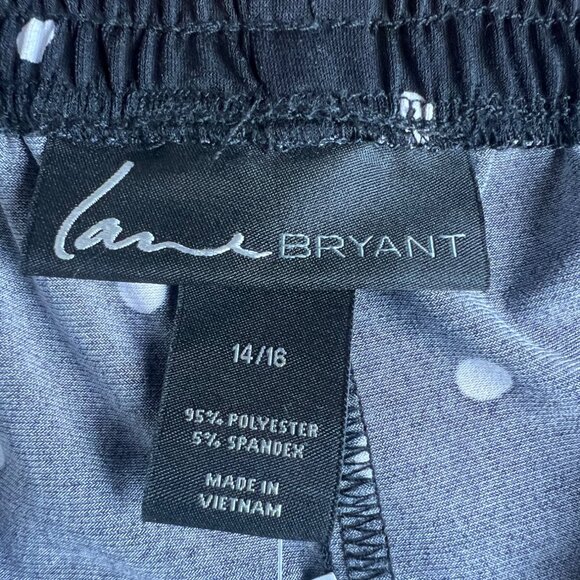 Lane BRYANT
14/16
95% POLYESTER
5% SPANDEX
MADE IN
VIETNAM